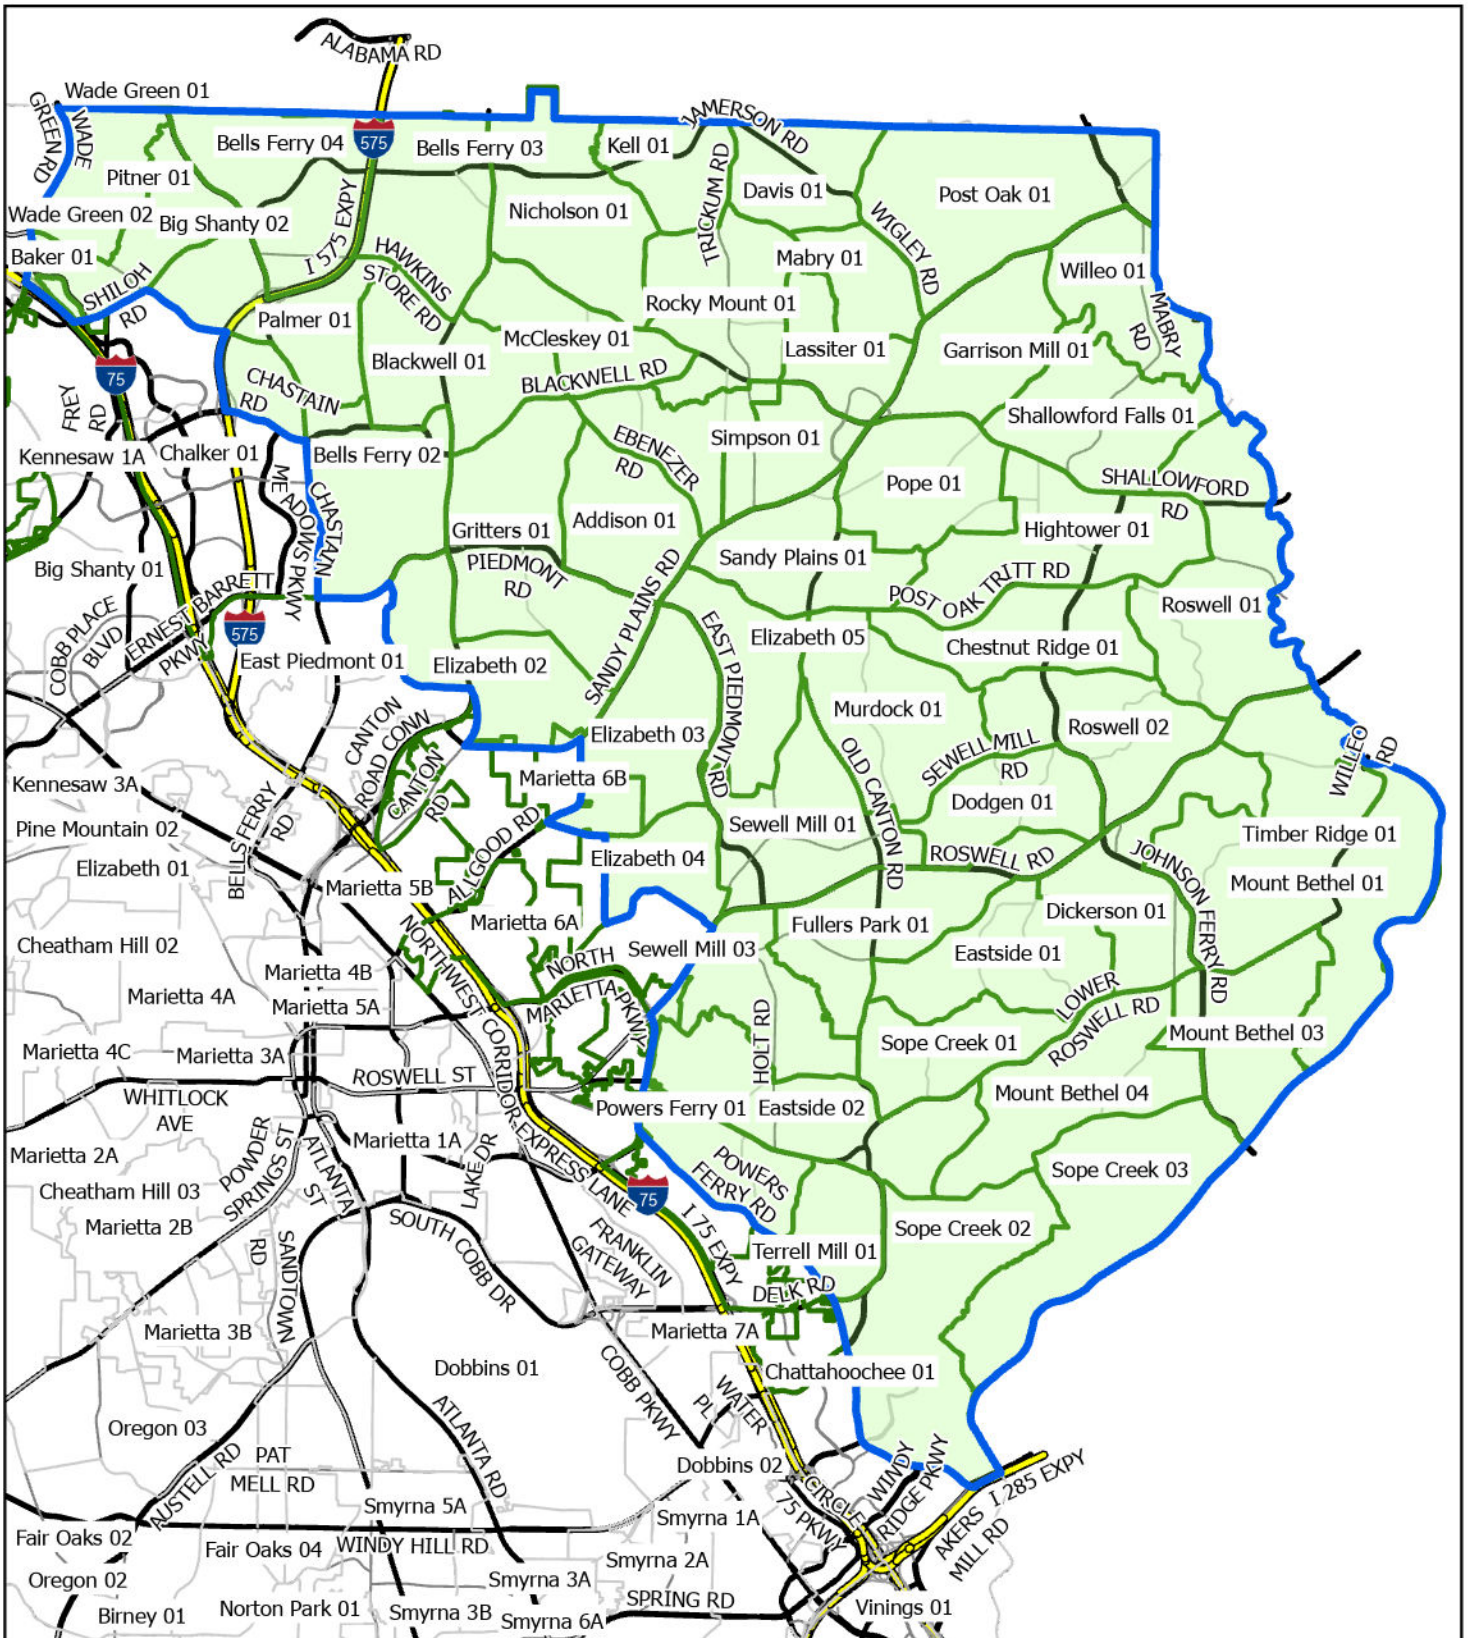 ALABAMA RD
Wade Green 01
WADE
GREEN RD
Bells Ferry 04
575
Bells Ferry 03
Kell 01
JAMERSON RD
Pitner 01
Davis 01
Post Oak 01
TRICKUM RD
Wade Green 02
Big Shanty 02
I 575 EXPY
Nicholson 01
WIGLEY RD
Baker 01
HAWKINS
STORE RD
Mabry 01
Willeo 01
SHILOH
RD
Rocky Mount 01
MABRY
RD
Palmer 01
McCleskey 01
Lassiter 01
Garrison Mill 01
Blackwell 01
BLACKWELL RD
75
FREY
RD
CHASTAIN
RD
Shallowford Falls 01
Kennesaw 1A
Chalker 01
Bells Ferry 02
EBENEZER
RD
Simpson 01
Pope 01
SHALLOWFORD
RD
MEADOWS PKWY
CHASTAIN
Gritters 01
Addison 01
Hightower 01
Sandy Plains 01
PIEDMONT
RD
SANDY PLAINS RD
Big Shanty 01
POST OAK TRITT RD
Roswell 01
ERNEST BARRETT
PKWY
COBB PLACE
BLVD
575
East Piedmont 01
Elizabeth 02
EAST PIEDMONT RD
Elizabeth 05
Chestnut Ridge 01
Murdock 01
Roswell 02
CANTON
ROAD CONN
CANTON
RD
Elizabeth 03
OLD CANTON RD
SEWELL MILL
RD
WILLEO
RD
Kennesaw 3A
Marietta 6B
BELLS FERRY
RD
Dodgen 01
Pine Mountain 02
ALLGOOD RD
Sewell Mill 01
Timber Ridge 01
Elizabeth 01
Elizabeth 04
ROSWELL RD
JOHNSON FERRY RD
Marietta 5B
Mount Bethel 01
Marietta 6A
Fullers Park 01
Dickerson 01
Cheatham Hill 02
NORTHWEST CORRIDOR EXPRESS LANE
Sewell Mill 03
Eastside 01
Marietta 4B
NORTH
MARIETTA PKWY
Marietta 4A
Marietta 5A
LOWER
ROSWELL RD
HOLT RD
Sope Creek 01
Mount Bethel 03
Marietta 4C
Marietta 3A
ROSWELL ST
WHITLOCK
AVE
Powers Ferry 01
Eastside 02
Mount Bethel 04
Marietta 2A
POWDER
SPRINGS ST
ATLANTA
ST
Marietta 1A
LAKE DR
POWERS
FERRY RD
Sope Creek 03
Cheatham Hill 03
75
Marietta 2B
SANDTOWN
RD
SOUTH COBB DR
FRANKLIN
GATEWAY
I 75 EXPY
Sope Creek 02
Terrell Mill 01
DELK RD
Marietta 3B
Marietta 7A
Dobbins 01
COBB PKWY
Chattahoochee 01
WATER
PL
ATLANTA RD
Oregon 03
AUSTELL RD
PAT
MELL RD
Dobbins 02
WINDY
RIDGE PKWY
I 285 EXPY
CIRCLE
75 PKWY
AKERS
MILL RD
Smyrna 5A
Smyrna 1A
Fair Oaks 02
Fair Oaks 04
WINDY HILL RD
Smyrna 2A
Oregon 02
Smyrna 3A
SPRING RD
Birney 01
Norton Park 01
Smyrna 3B
Smyrna 6A
Vinings 01